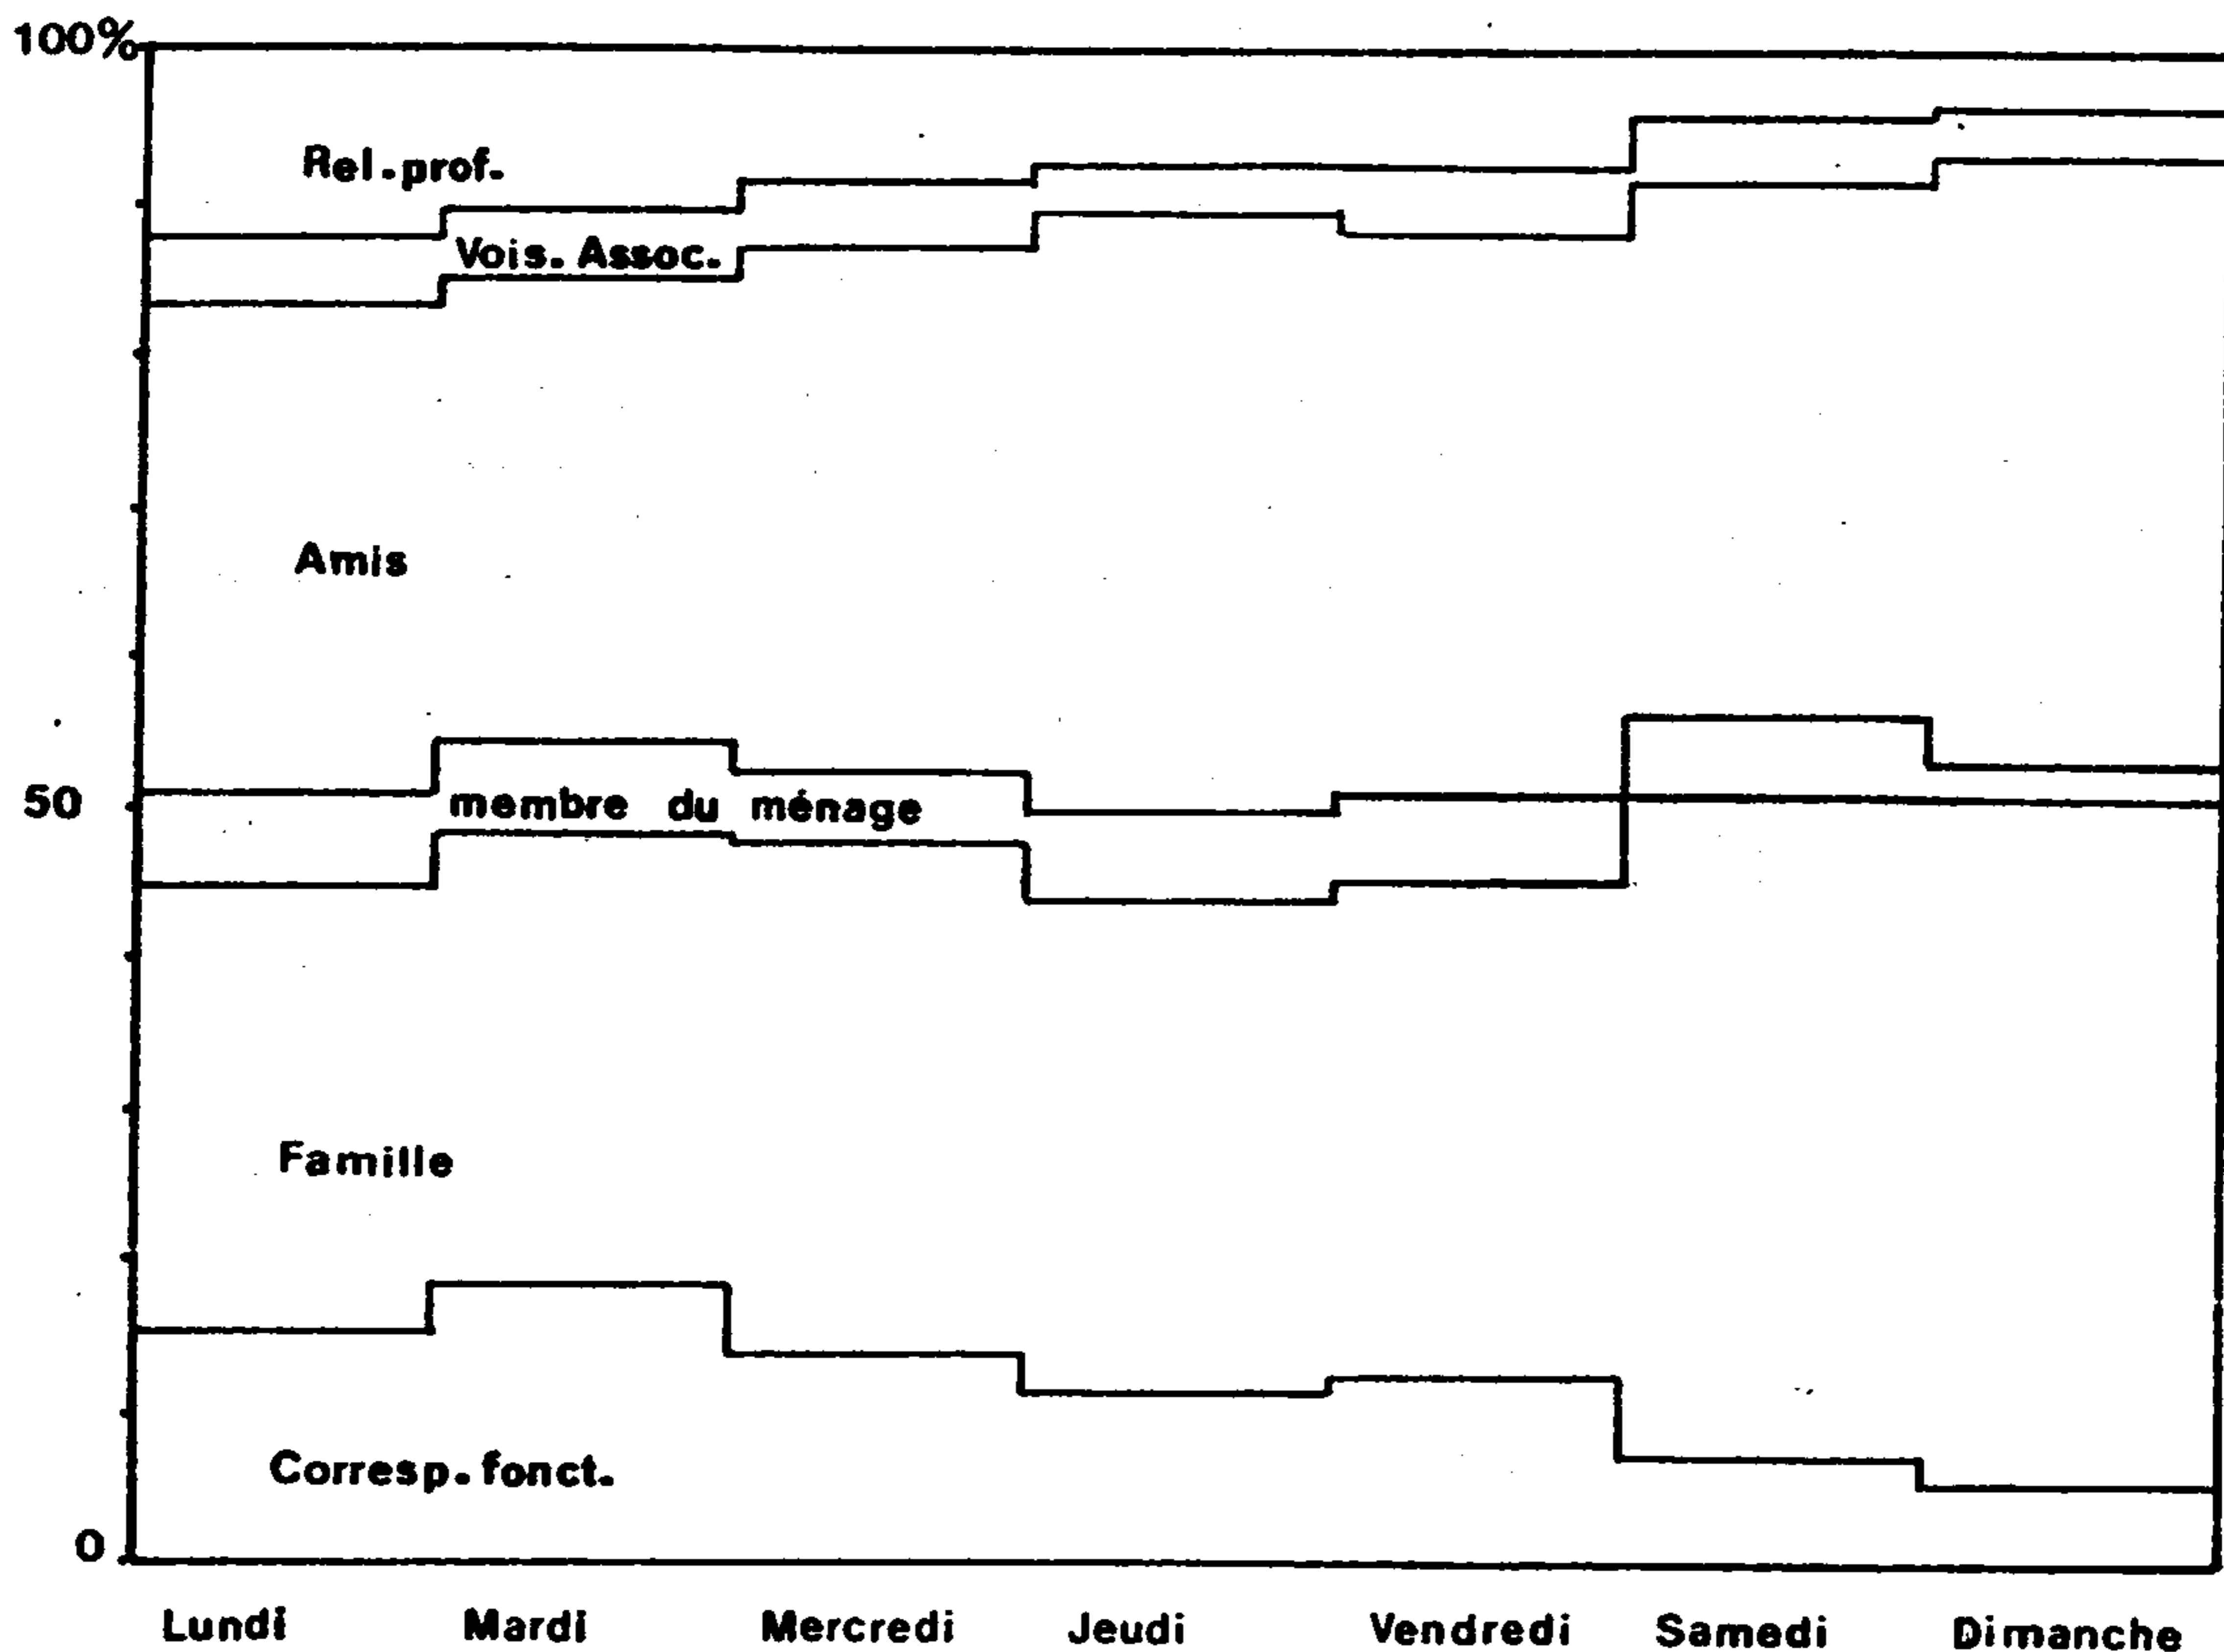 100%
Rel.prof.
Vois. Assoc.
Amis
50
membre du ménage
Famille
Corresp.fonct.
0
Lundi Mardi Mercredi Jeudi Vendredi Samedi Dimanche